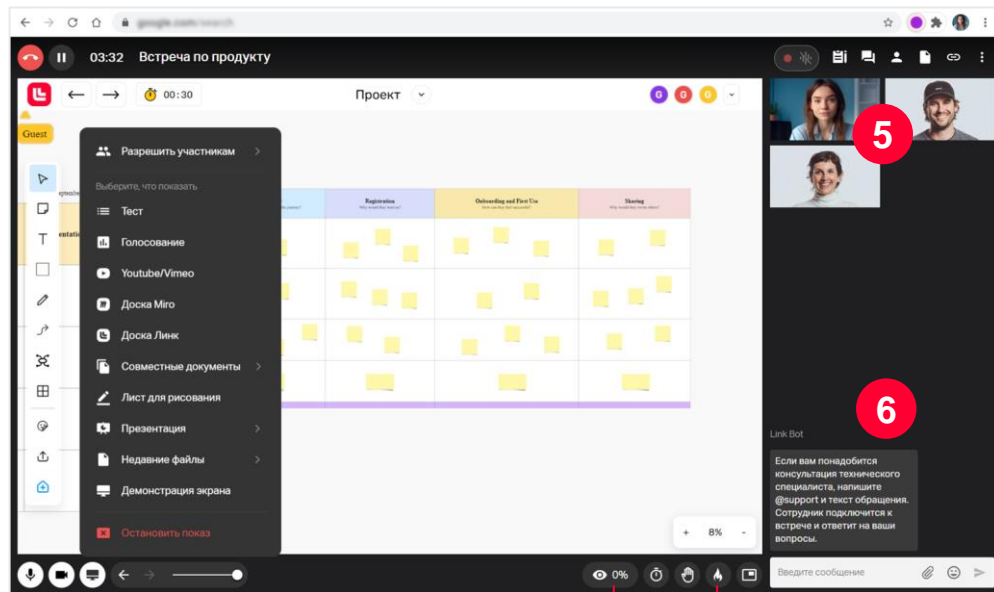 google.com/search
03:32 Встреча по продукту
00:30
Проект
G G G
Guest
Разрешить участникам
Выберите, что показать
Тест
Голосование
Youtube/Vimeo
Доска Miro
Доска Линк
Совместные документы
Лист для рисования
Презентация
Недавние файлы
Демонстрация экрана
Остановить показ
Registration
Onboarding and First Use
Sharing
+ 8% -
0%
5
6
Link Bot
Если вам понадобится
консультация технического
специалиста, напишите
@support и текст обращения.
Сотрудник подключится к
встрече и ответит на ваши
вопросы.
Введите сообщение